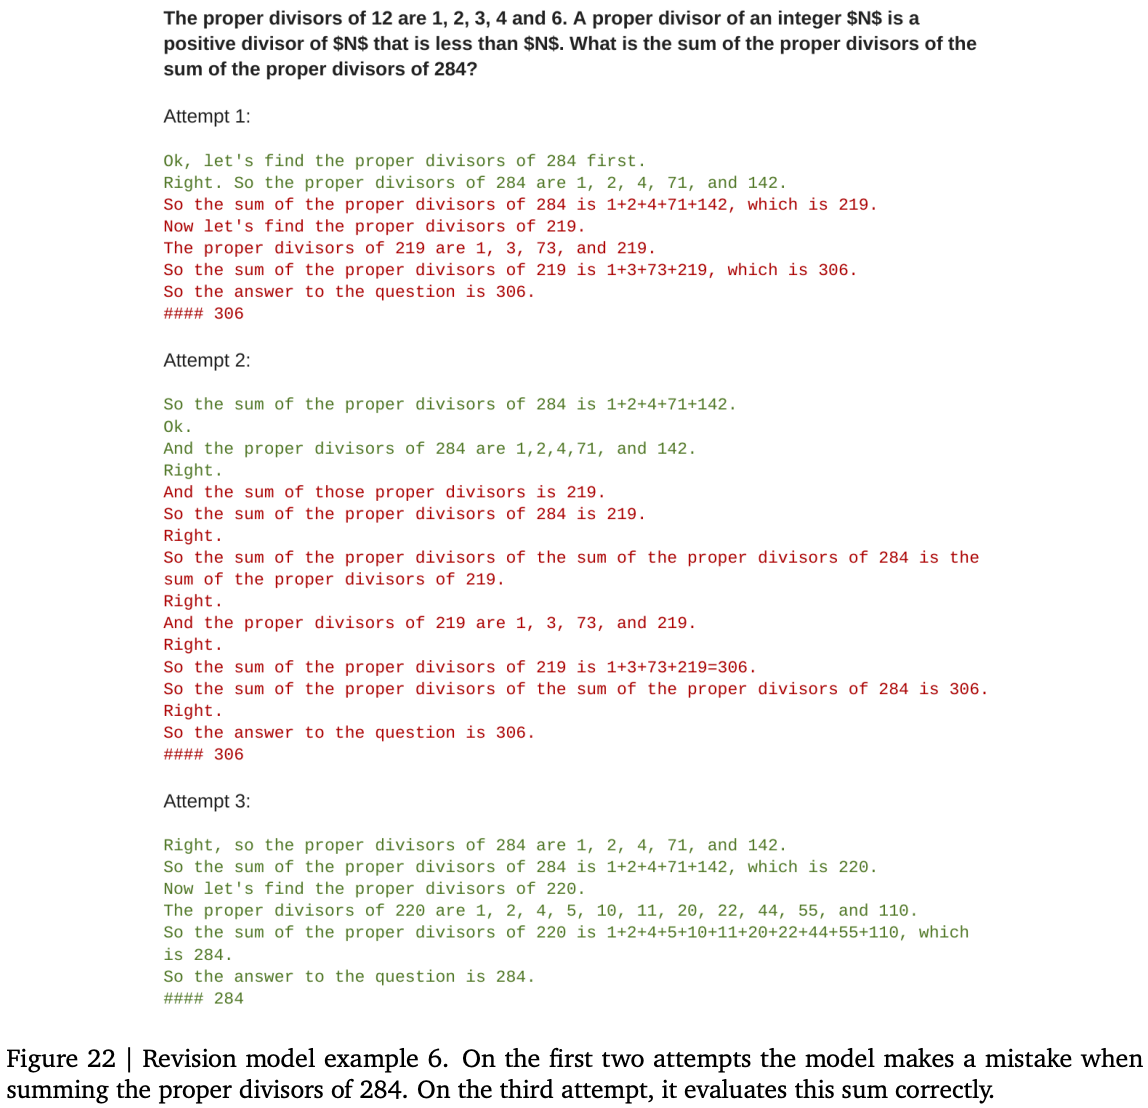 The proper divisors of 12 are 1, 2, 3, 4 and 6. A proper divisor of an integer $N$ is a
positive divisor of $N$ that is less than $N$. What is the sum of the proper divisors of the
sum of the proper divisors of 284?
Attempt 1:
Ok, let's find the proper divisors of 284 first.
Right. So the proper divisors of 284 are 1, 2, 4, 71, and 142.
So the sum of the proper divisors of 284 is 1+2+4+71+142, which is 219.
Now let's find the proper divisors of 219.
The proper divisors of 219 are 1, 3, 73, and 219.
So the sum of the proper divisors of 219 is 1+3+73+219, which is 306.
So the answer to the question is 306.
#### 306
Attempt 2:
So the sum of the proper divisors of 284 is 1+2+4+71+142.
Ok.
And the proper divisors of 284 are 1,2,4,71, and 142.
Right.
And the sum of those proper divisors is 219.
So the sum of the proper divisors of 284 is 219.
Right.
So the sum of the proper divisors of the sum of the proper divisors of 284 is the
sum of the proper divisors of 219.
Right.
And the proper divisors of 219 are 1, 3, 73, and 219.
Right.
So the sum of the proper divisors of 219 is 1+3+73+219=306.
So the sum of the proper divisors of the sum of the proper divisors of 284 is 306.
Right.
So the answer to the question is 306.
#### 306
Attempt 3:
Right, so the proper divisors of 284 are 1, 2, 4, 71, and 142.
So the sum of the proper divisors of 284 is 1+2+4+71+142, which is 220.
Now let's find the proper divisors of 220.
The proper divisors of 220 are 1, 2, 4, 5, 10, 11, 20, 22, 44, 55, and 110.
So the sum of the proper divisors of 220 is 1+2+4+5+10+11+20+22+44+55+110, which
is 284.
So the answer to the question is 284.
#### 284
Figure 22 | Revision model example 6. On the first two attempts the model makes a mistake when
summing the proper divisors of 284. On the third attempt, it evaluates this sum correctly.